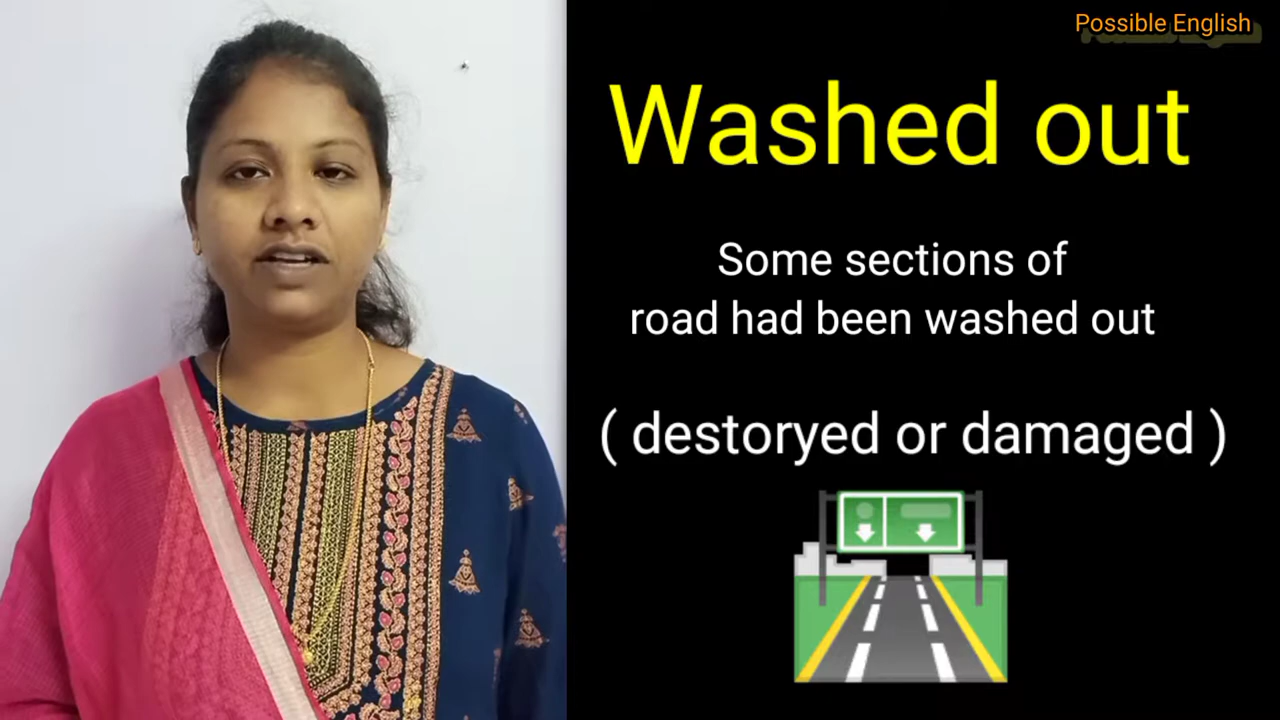 Possible English
Washed out
Some sections of
road had been washed out
( destoryed or damaged )